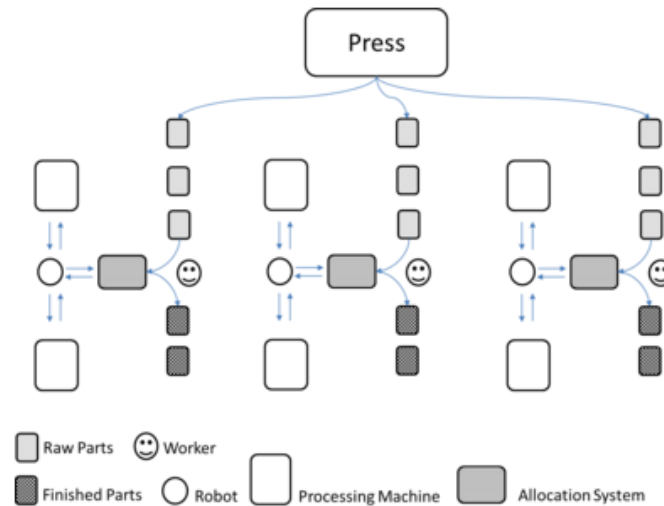 Press
Raw Parts
Worker
Finished Parts
Robot
Processing Machine
Allocation System